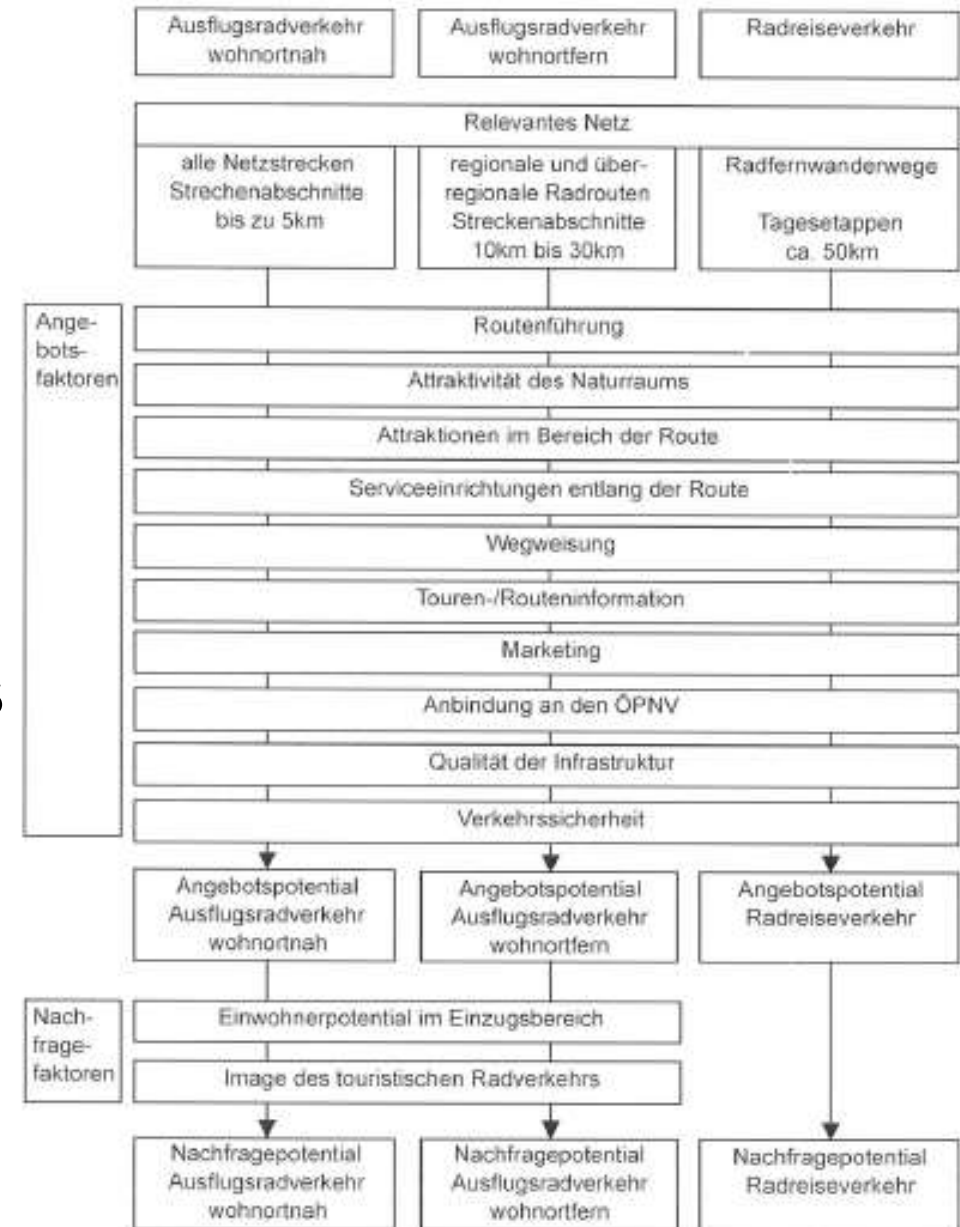 Ausflugsradverkehr
wohnortnah
Ausflugsradverkehr
wohnortfern
Radreiseverkehr
Relevantes Netz
alle Netzstrecken
Strechenabschnitte
bis zu 5km
regionale und über-
regionale Radrouten
Streckenabschnitte
10km bis 30km
Radfernwanderwege
Tagesetappen
ca. 50km
Ange-
bots-
faktoren
Routenführung
Attraktivität des Naturraums
Attraktionen im Bereich der Route
Serviceeinrichtungen entlang der Route
Wegweisung
Touren-/Routeninformation
Marketing
Anbindung an den ÖPNV
Qualität der Infrastruktur
Verkehrssicherheit
Angebotspotential
Ausflugsradverkehr
wohnortnah
Angebotspotential
Ausflugsradverkehr
wohnortfern
Angebotspotential
Radreiseverkehr
Nach-
frage-
faktoren
Einwohnerpotential im Einzugsbereich
Image des touristischen Radverkehrs
Nachfragepotential
Ausflugsradverkehr
wohnortnah
Nachfragepotential
Ausflugsradverkehr
wohnortfern
Nachfragepotential
Radreiseverkehr